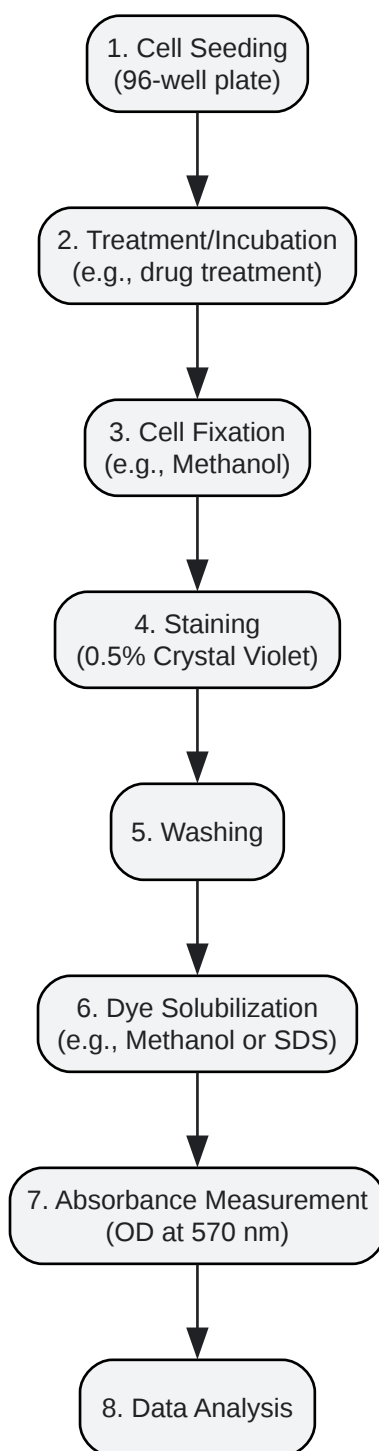 1. Cell Seeding
(96-well plate)
2. Treatment/Incubation
(e.g., drug treatment)
3. Cell Fixation
(e.g., Methanol)
4. Staining
(0.5% Crystal Violet)
5. Washing
6. Dye Solubilization
(e.g., Methanol or SDS)
7. Absorbance Measurement
(OD at 570 nm)
8. Data Analysis